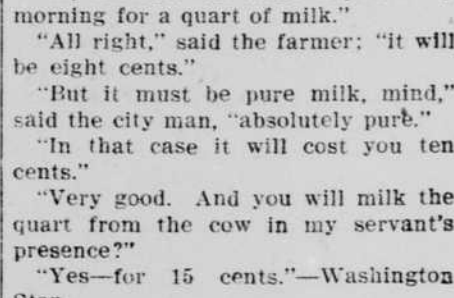 morning for a quart of milk."
"All right," said the farmer; "it will
be eight cents."
"But it must be pure milk, mind,"
said the city man, "absolutely pure."
"In that case it will cost you ten
cents."
"Very good. And you will milk the
quart from the cow in my servant's
presence?"
"Yes—for 15 cents."—Washington